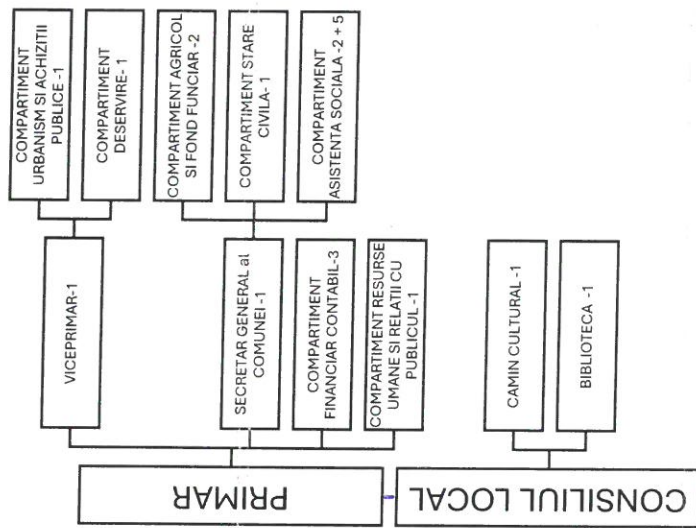 PRIMAR
CONSILIUL LOCAL
VICEPRIMAR-1
SECRETAR GENERAL al
COMUNEI -1
COMPARTIMENT
FINANCIAR CONTABIL-3
COMPARTIMENT RESURSE
UMANE SI RELATII CU
PUBLICUL -1
CAMIN CULTURAL -1
BIBLIOTECA -1
COMPARTIMENT
URBANISM SI ACHIZITII
PUBLICE -1
COMPARTIMENT
DESERVIRE- 1
COMPARTIMENT AGRICOL
SI FOND FUNCIAR -2
COMPARTIMENT STARE
CIVILA- 1
COMPARTIMENT
ASISTENTA SOCIALA -2 + 5